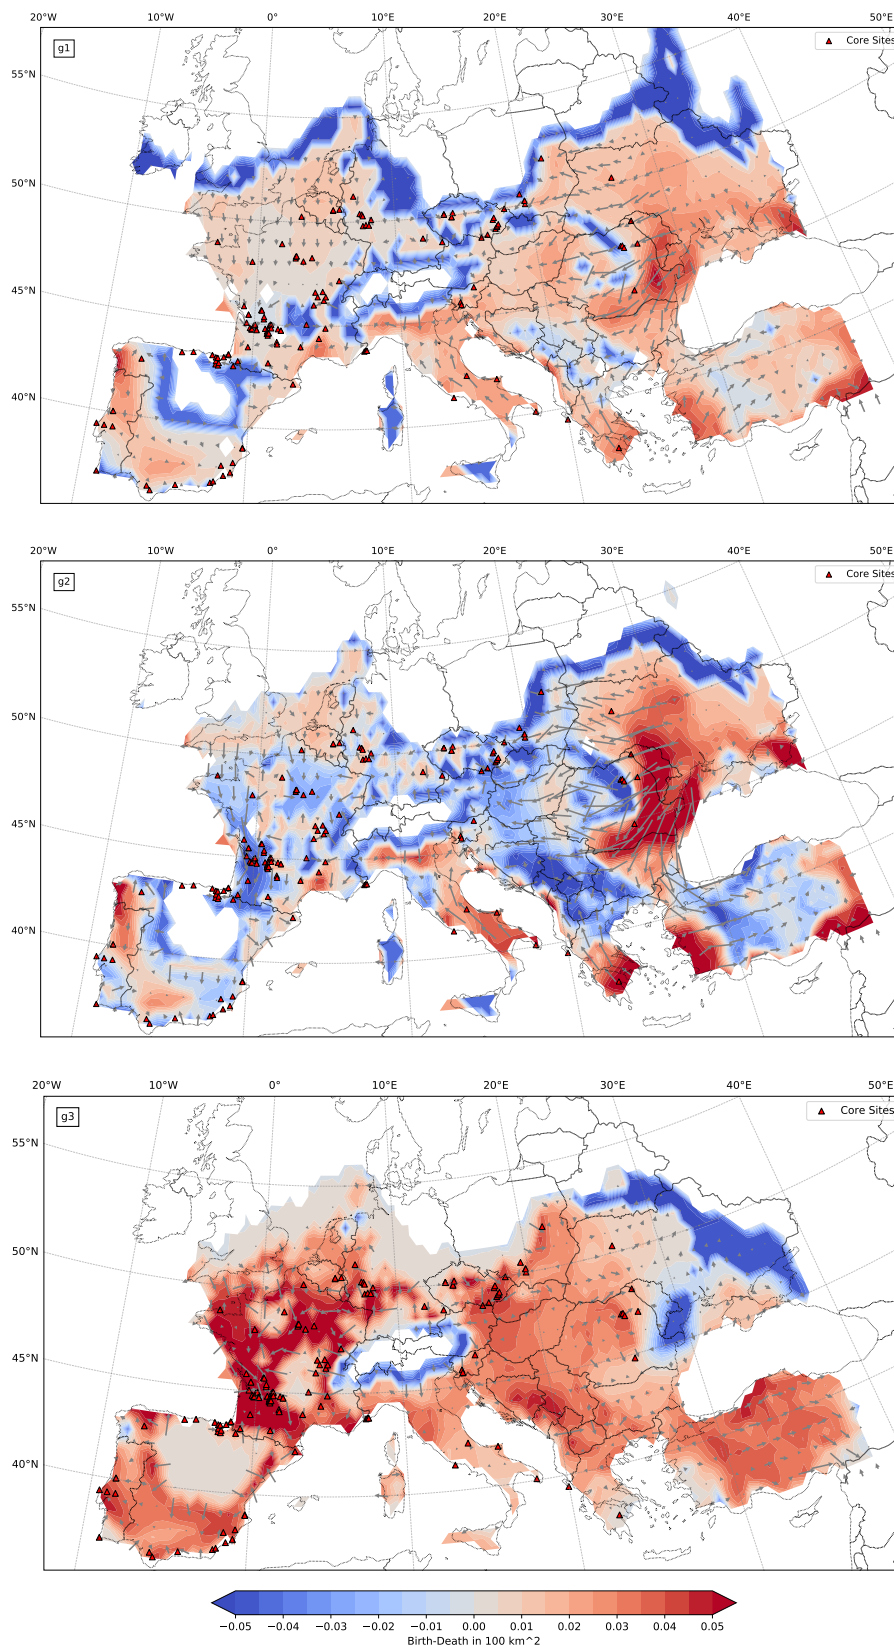 20°W 10°W 0° 10°E 20°E 30°E 40°E 50°E
g1
Core Sites
55°N
50°N
45°N
40°N
20°W 10°W 0° 10°E 20°E 30°E 40°E 50°E
g2
Core Sites
55°N
50°N
45°N
40°N
20°W 10°W 0° 10°E 20°E 30°E 40°E 50°E
g3
Core Sites
55°N
50°N
45°N
40°N
−0.05 −0.04 −0.03 −0.02 −0.01 0.00 0.01 0.02 0.03 0.04 0.05
Birth-Death in 100 km^2